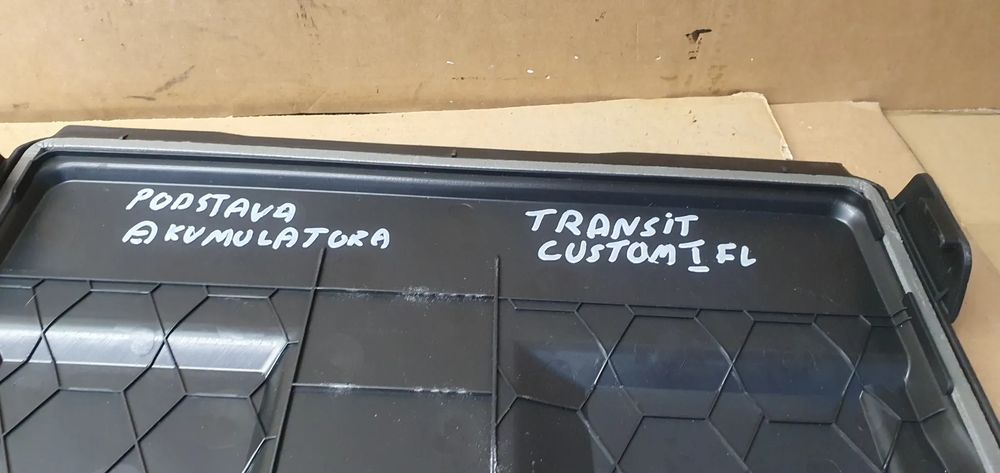 PODSTAVA
AKUMULATORA
TRANSiT
CUSTOM I FL